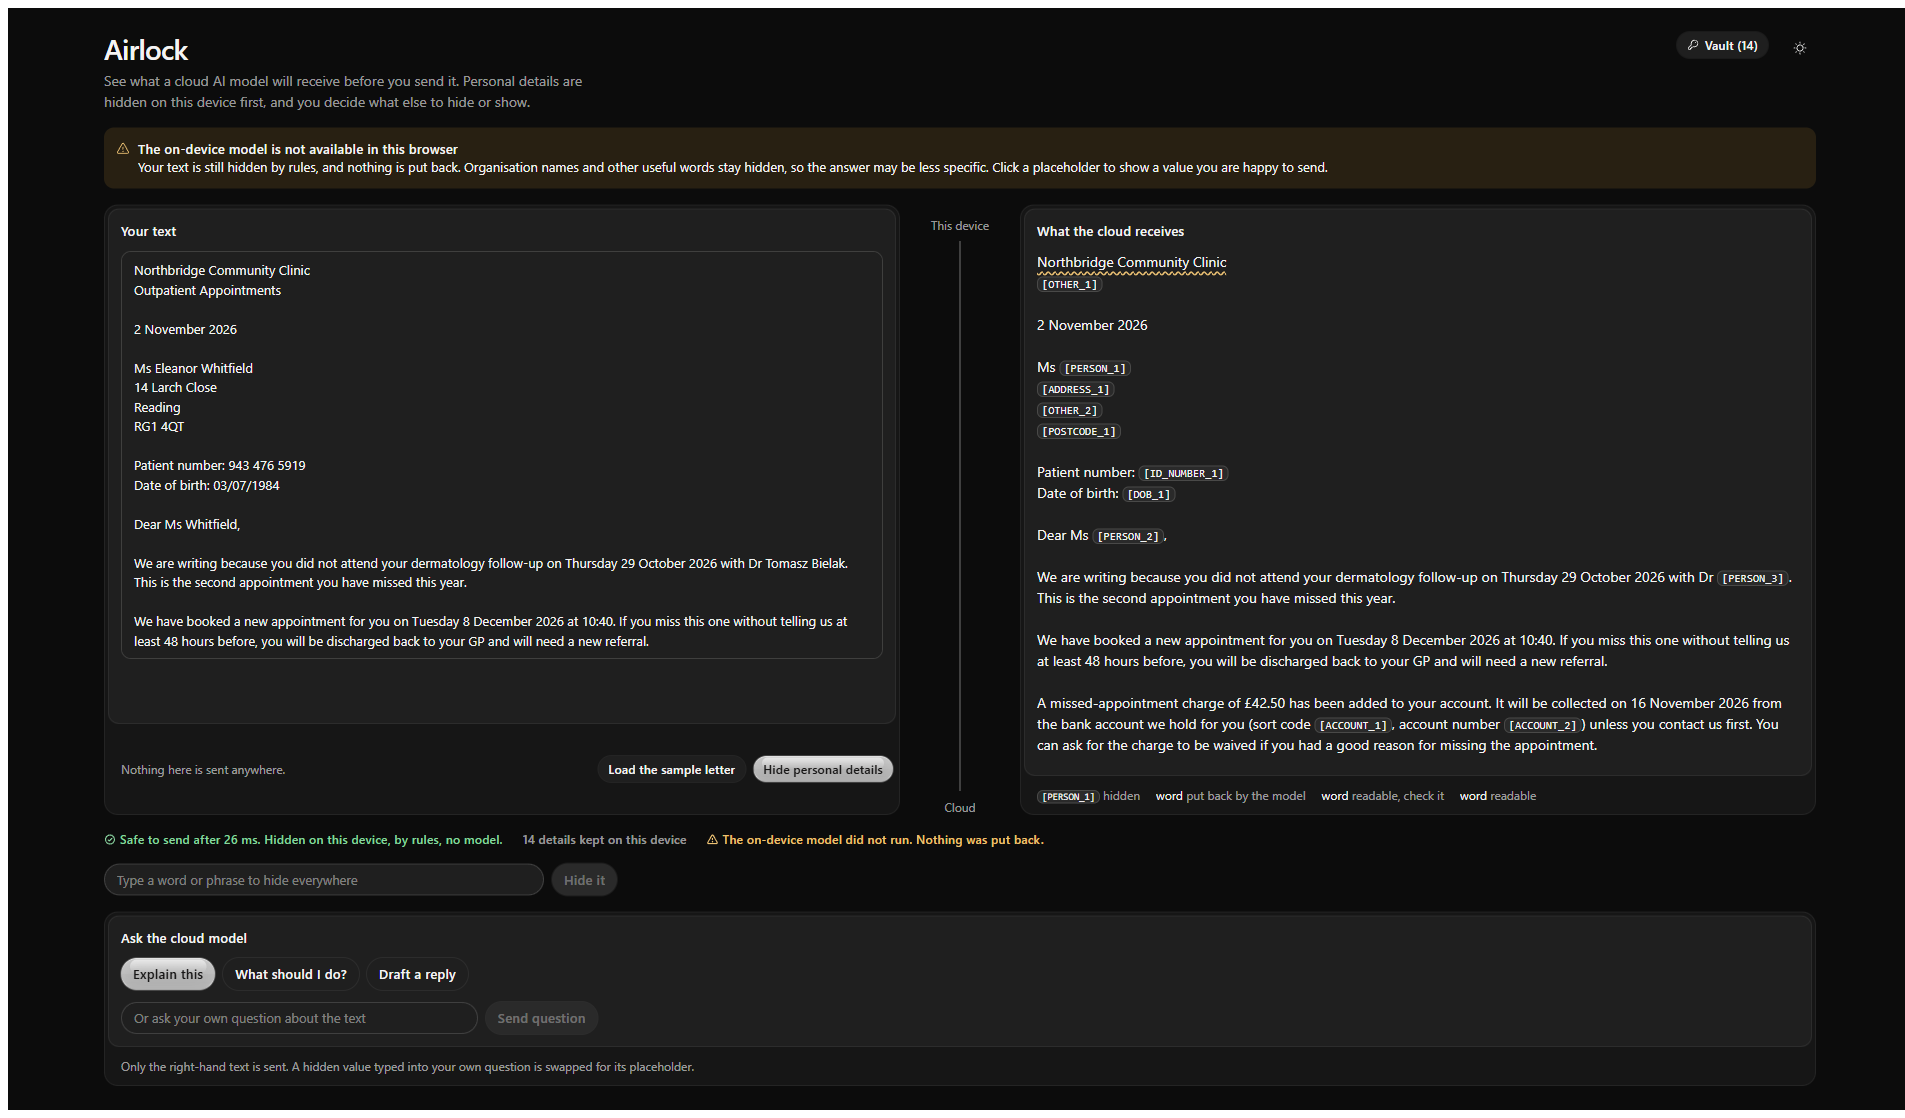 Airlock
Vault (14)
See what a cloud AI model will receive before you send it. Personal details are
hidden on this device first, and you decide what else to hide or show.
The on-device model is not available in this browser
Your text is still hidden by rules, and nothing is put back. Organisation names and other useful words stay hidden, so the answer may be less specific. Click a placeholder to show a value you are happy to send.
Your text
Northbridge Community Clinic
Outpatient Appointments
2 November 2026
Ms Eleanor Whitfield
14 Larch Close
Reading
RG1 4QT
Patient number: 943 476 5919
Date of birth: 03/07/1984
Dear Ms Whitfield,
We are writing because you did not attend your dermatology follow-up on Thursday 29 October 2026 with Dr Tomasz Bielak.
This is the second appointment you have missed this year.
We have booked a new appointment for you on Tuesday 8 December 2026 at 10:40. If you miss this one without telling us at
least 48 hours before, you will be discharged back to your GP and will need a new referral.
Nothing here is sent anywhere.
Load the sample letter
Hide personal details
This device
Cloud
What the cloud receives
Northbridge Community Clinic
[OTHER_1]
2 November 2026
Ms [PERSON_1]
[ADDRESS_1]
[OTHER_2]
[POSTCODE_1]
Patient number: [ID_NUMBER_1]
Date of birth: [DOB_1]
Dear Ms [PERSON_2],
We are writing because you did not attend your dermatology follow-up on Thursday 29 October 2026 with Dr [PERSON_3].
This is the second appointment you have missed this year.
We have booked a new appointment for you on Tuesday 8 December 2026 at 10:40. If you miss this one without telling us
at least 48 hours before, you will be discharged back to your GP and will need a new referral.
A missed-appointment charge of £42.50 has been added to your account. It will be collected on 16 November 2026 from
the bank account we hold for you (sort code [ACCOUNT_1], account number [ACCOUNT_2]) unless you contact us first. You
can ask for the charge to be waived if you had a good reason for missing the appointment.
[PERSON_1] hidden word put back by the model word readable, check it word readable
Safe to send after 26 ms. Hidden on this device, by rules, no model. 14 details kept on this device The on-device model did not run. Nothing was put back.
Type a word or phrase to hide everywhere
Hide it
Ask the cloud model
Explain this
What should I do?
Draft a reply
Or ask your own question about the text
Send question
Only the right-hand text is sent. A hidden value typed into your own question is swapped for its placeholder.